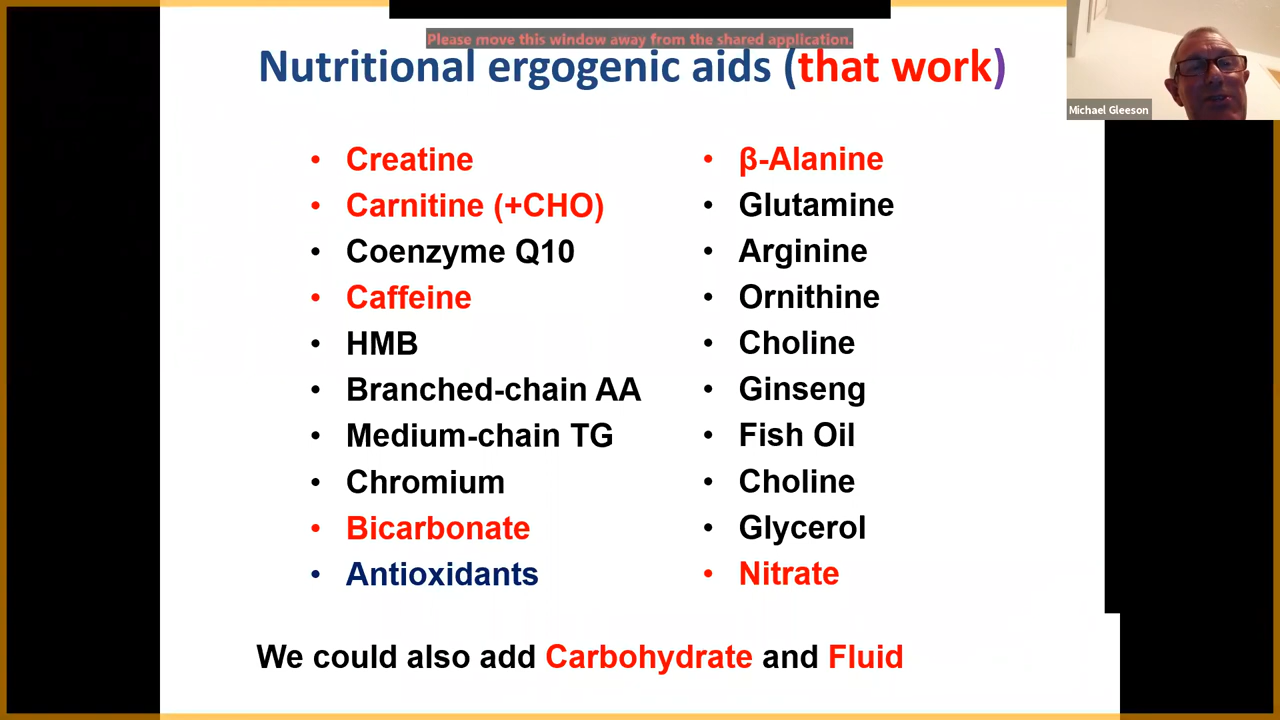 Please move this window away from the shared application.
Nutritional ergogenic aids (that work)
Michael Gleeson
• Creatine
• Carnitine (+CHO)
• Coenzyme Q10
• Caffeine
• HMB
• Branched-chain AA
• Medium-chain TG
• Chromium
• Bicarbonate
• Antioxidants
• β-Alanine
• Glutamine
• Arginine
• Ornithine
• Choline
• Ginseng
• Fish Oil
• Choline
• Glycerol
• Nitrate
We could also add Carbohydrate and Fluid